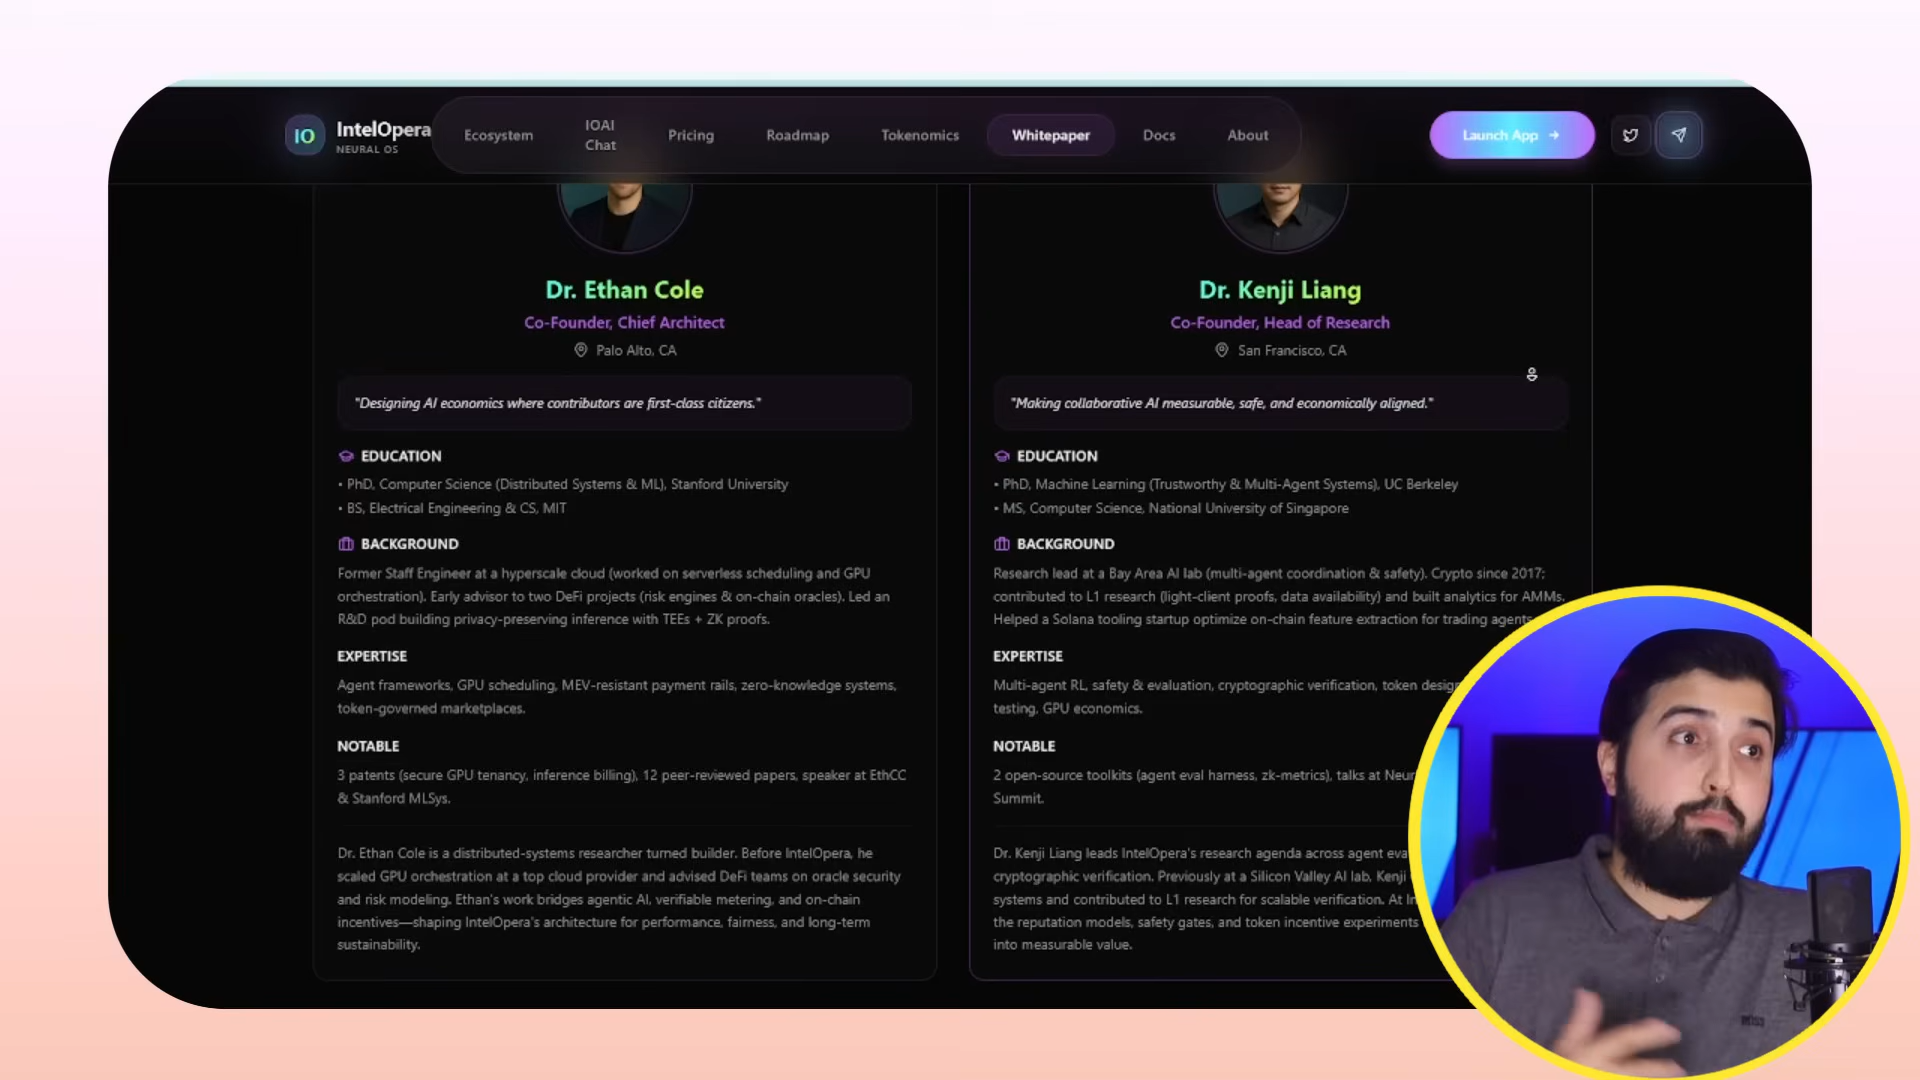 IO
IntelOpera
NEURAL OS
Ecosystem
IOAI
Chat
Pricing
Roadmap
Tokenomics
Whitepaper
Docs
About
Launch App →
Dr. Ethan Cole
Co-Founder, Chief Architect
Palo Alto, CA
"Designing AI economics where contributors are first-class citizens."
EDUCATION
• PhD, Computer Science (Distributed Systems & ML), Stanford University
• BS, Electrical Engineering & CS, MIT
BACKGROUND
Former Staff Engineer at a hyperscale cloud (worked on serverless scheduling and GPU
orchestration). Early advisor to two DeFi projects (risk engines & on-chain oracles). Led an
R&D pod building privacy-preserving inference with TEEs + ZK proofs.
EXPERTISE
Agent frameworks, GPU scheduling, MEV-resistant payment rails, zero-knowledge systems,
token-governed marketplaces.
NOTABLE
3 patents (secure GPU tenancy, inference billing), 12 peer-reviewed papers, speaker at EthCC
& Stanford MLSys.
Dr. Ethan Cole is a distributed-systems researcher turned builder. Before IntelOpera, he
scaled GPU orchestration at a top cloud provider and advised DeFi teams on oracle security
and risk modeling. Ethan's work bridges agentic AI, verifiable metering, and on-chain
incentives—shaping IntelOpera's architecture for performance, fairness, and long-term
sustainability.
Dr. Kenji Liang
Co-Founder, Head of Research
San Francisco, CA
"Making collaborative AI measurable, safe, and economically aligned."
EDUCATION
• PhD, Machine Learning (Trustworthy & Multi-Agent Systems), UC Berkeley
• MS, Computer Science, National University of Singapore
BACKGROUND
Research lead at a Bay Area AI lab (multi-agent coordination & safety). Crypto since 2017;
contributed to L1 research (light-client proofs, data availability) and built analytics for AMMs.
Helped a Solana tooling startup optimize on-chain feature extraction for trading agents
EXPERTISE
Multi-agent RL, safety & evaluation, cryptographic verification, token
testing, GPU economics.
NOTABLE
2 open-source toolkits (agent eval harness, zk-metrics), talks at
Summit.
Dr. Kenji Liang leads IntelOpera's research agenda across agent
cryptographic verification. Previously at a Silicon Valley AI lab, Kenji
systems and contributed to L1 research for scalable verification. At
the reputation models, safety gates, and token incentive experiments
into measurable value.
BOSS